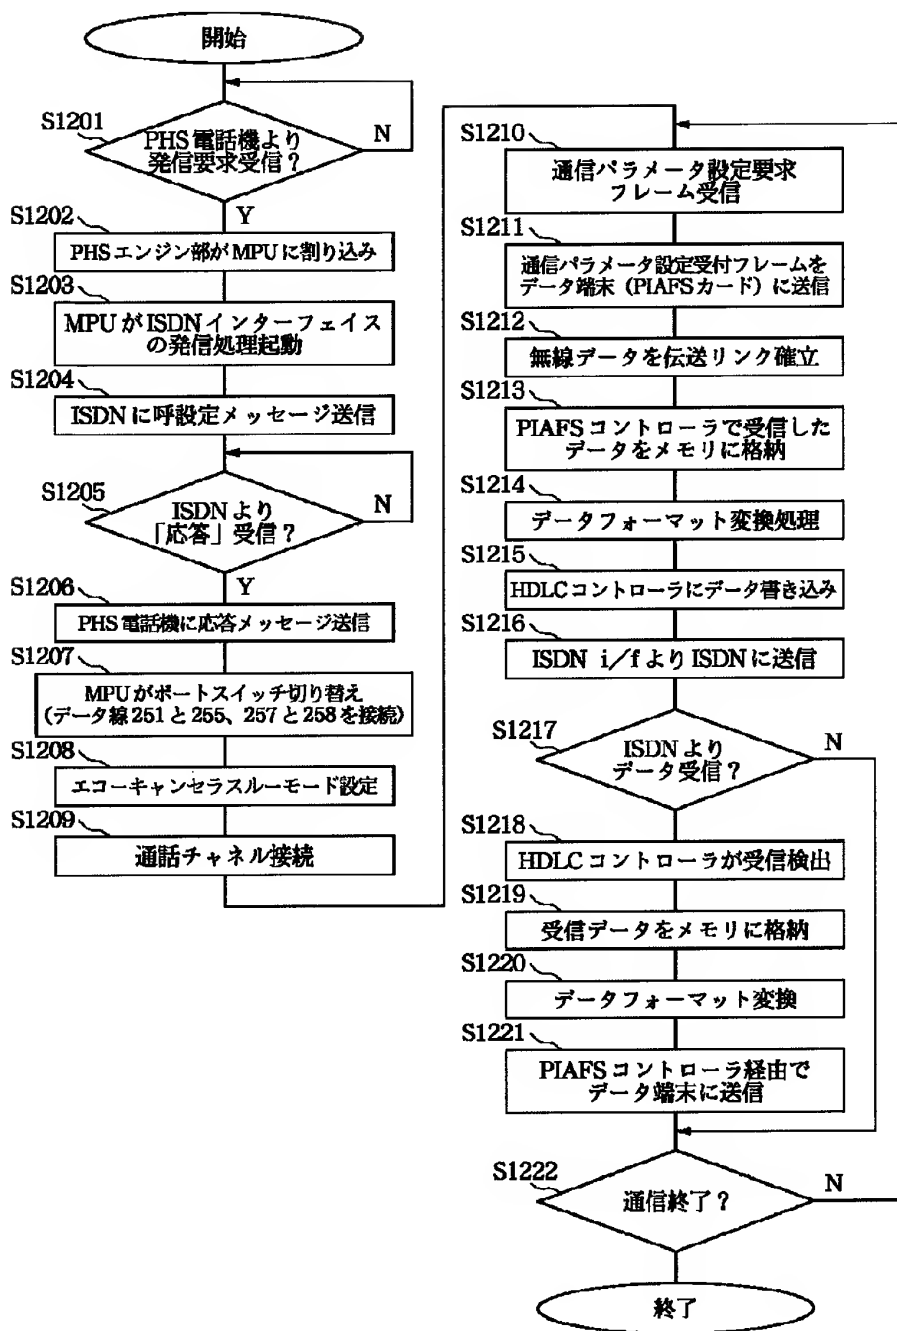 開始
S1201
PHS電話機より
発信要求受信？
N
Y
S1202
PHSエンジン部がMPUに割り込み
S1203
MPUがISDNインターフェイス
の発信処理起動
S1204
ISDNに呼設定メッセージ送信
S1205
ISDNより
「応答」受信？
N
Y
S1206
PHS電話機に応答メッセージ送信
S1207
MPUがポートスイッチ切り替え
(データ線251と255、257と258を接続)
S1208
エコーキャンセラスルーモード設定
S1209
通話チャネル接続
S1210
通信パラメータ設定要求
フレーム受信
S1211
通信パラメータ設定受付フレームを
データ端末（PIAFSカード）に送信
S1212
無線データを伝送リンク確立
S1213
PIAFSコントローラで受信した
データをメモリに格納
S1214
データフォーマット変換処理
S1215
HDLCコントローラにデータ書き込み
S1216
ISDN i/fよりISDNに送信
S1217
ISDNより
データ受信？
N
S1218
HDLCコントローラが受信検出
S1219
受信データをメモリに格納
S1220
データフォーマット変換
S1221
PIAFSコントローラ経由で
データ端末に送信
S1222
通信終了？
N
終了